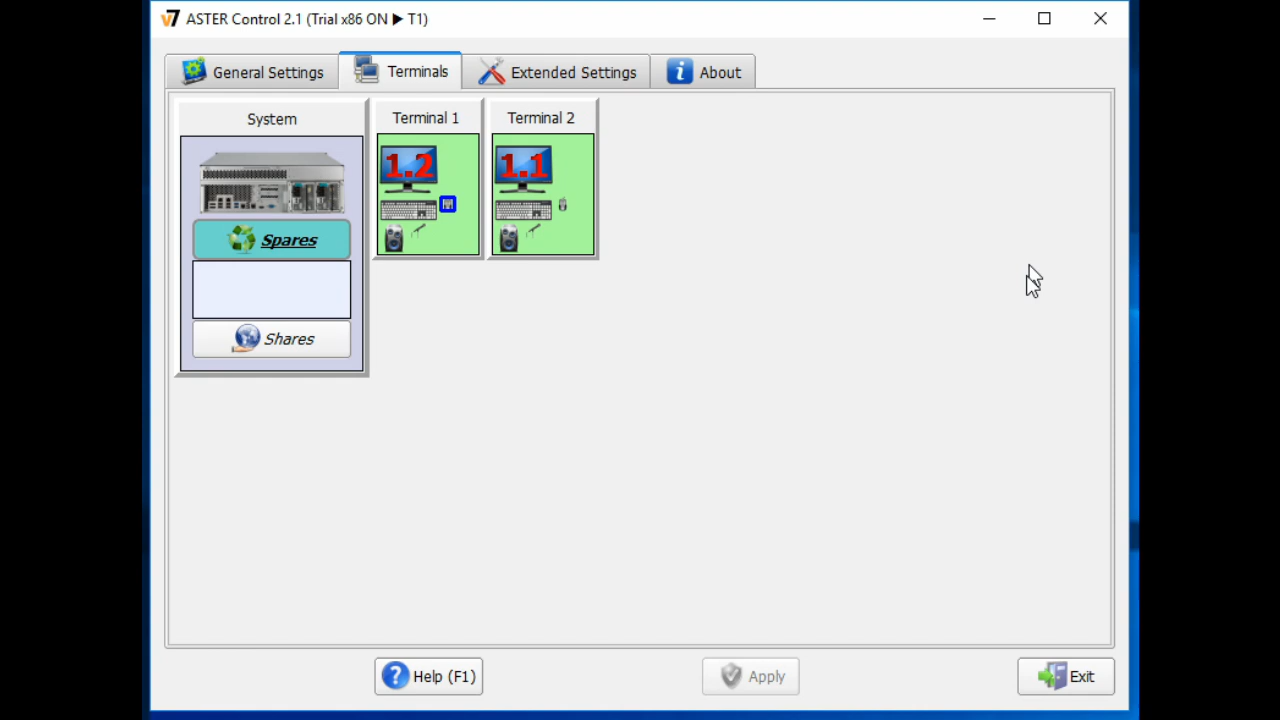 v7 ASTER Control 2.1 (Trial x86 ON ▶ T1)
General Settings
Terminals
Extended Settings
About
System
Terminal 1
Terminal 2
1.2
1.1
Spares
Shares
Help (F1)
Apply
Exit